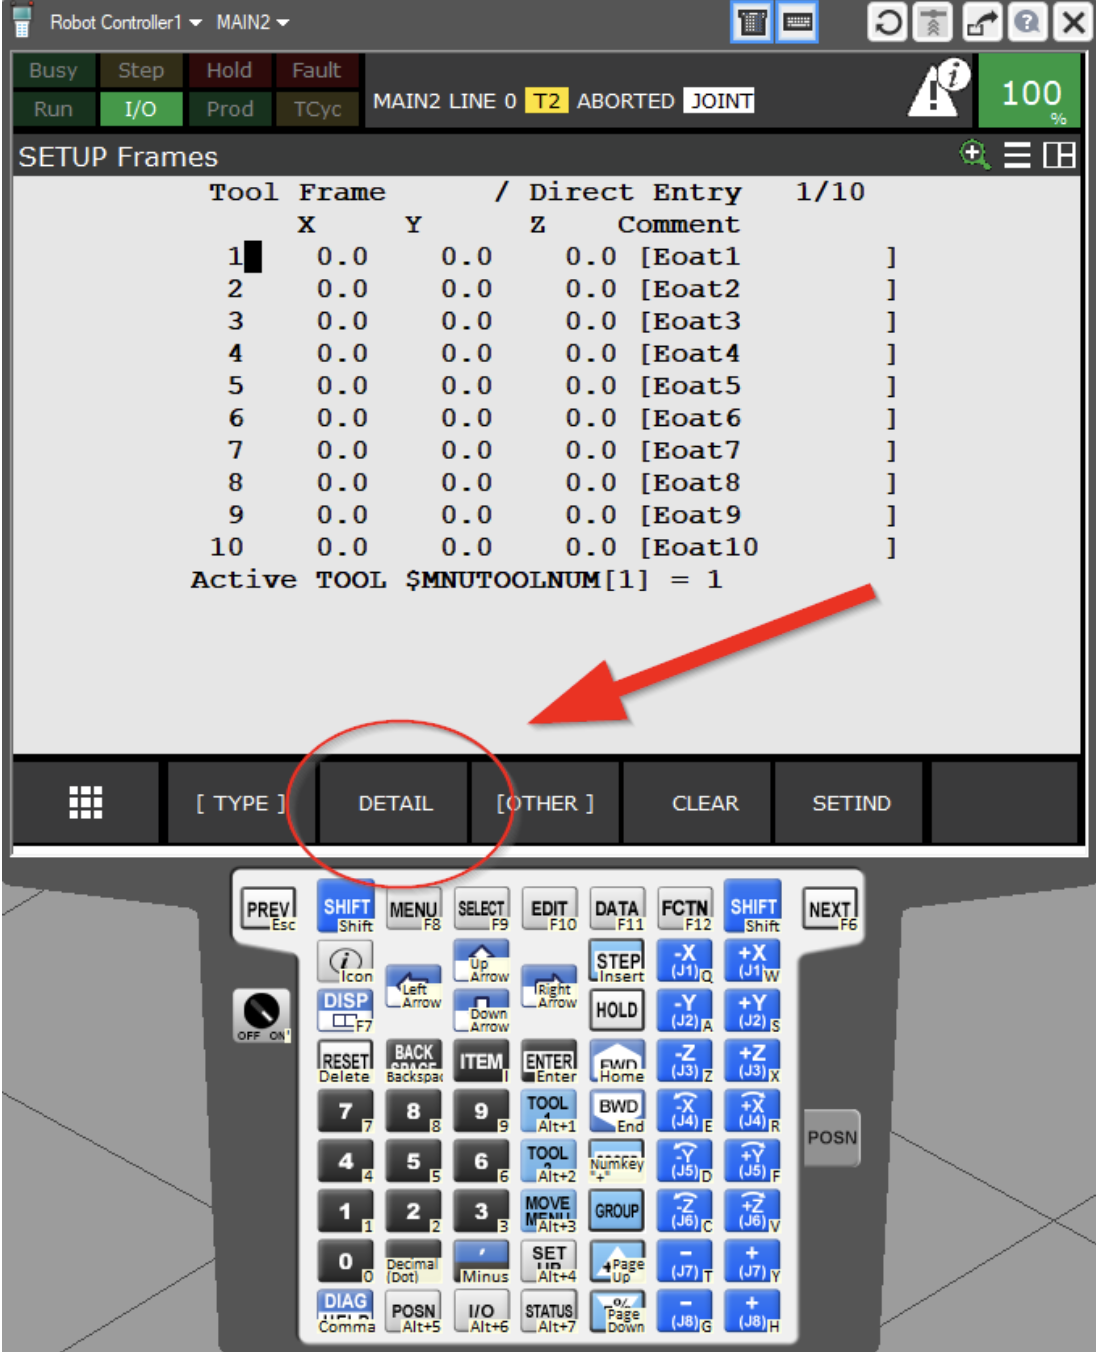 Robot Controller1 MAIN2
Busy Step Hold Fault
Run I/O Prod TCyc
MAIN2 LINE 0 T2 ABORTED JOINT
100
%
SETUP Frames
Tool Frame / Direct Entry 1/10
X Y Z Comment
1 0.0 0.0 0.0 [Eoat1 ]
2 0.0 0.0 0.0 [Eoat2 ]
3 0.0 0.0 0.0 [Eoat3 ]
4 0.0 0.0 0.0 [Eoat4 ]
5 0.0 0.0 0.0 [Eoat5 ]
6 0.0 0.0 0.0 [Eoat6 ]
7 0.0 0.0 0.0 [Eoat7 ]
8 0.0 0.0 0.0 [Eoat8 ]
9 0.0 0.0 0.0 [Eoat9 ]
10 0.0 0.0 0.0 [Eoat10 ]
Active TOOL $MNUTOOLNUM[1] = 1
[ TYPE ] DETAIL [OTHER ] CLEAR SETIND
PREV SHIFT MENU SELECT EDIT DATA FCTN SHIFT NEXT
Esc Shift F8 F9 F10 F11 F12 Shift F6
i Icon Up Arrow STEP Insert -X (J1) Q +X (J1) W
Left Arrow Right Arrow
DISP F7 Down Arrow HOLD -Y (J2) A +Y (J2) S
OFF ON
RESET Delete BACK Backspac ITEM I ENTER Enter FWD Home -Z (J3) Z +Z (J3) X
7 7 8 8 9 9 TOOL 1 Alt+1 BWD End -X (J4) E +X (J4) R
POSN
4 4 5 5 6 6 TOOL 2 Alt+2 Numkey "+" -Y (J5) D +Y (J5) F
1 1 2 2 3 3 MOVE MENU Alt+3 GROUP -Z (J6) C +Z (J6) V
0 0 Decimal (Dot) Minus SET UP Alt+4 Page Up - (J7) T + (J7) Y
DIAG Comma POSN Alt+5 I/O Alt+6 STATUS Alt+7 % Page Down - (J8) G + (J8) H